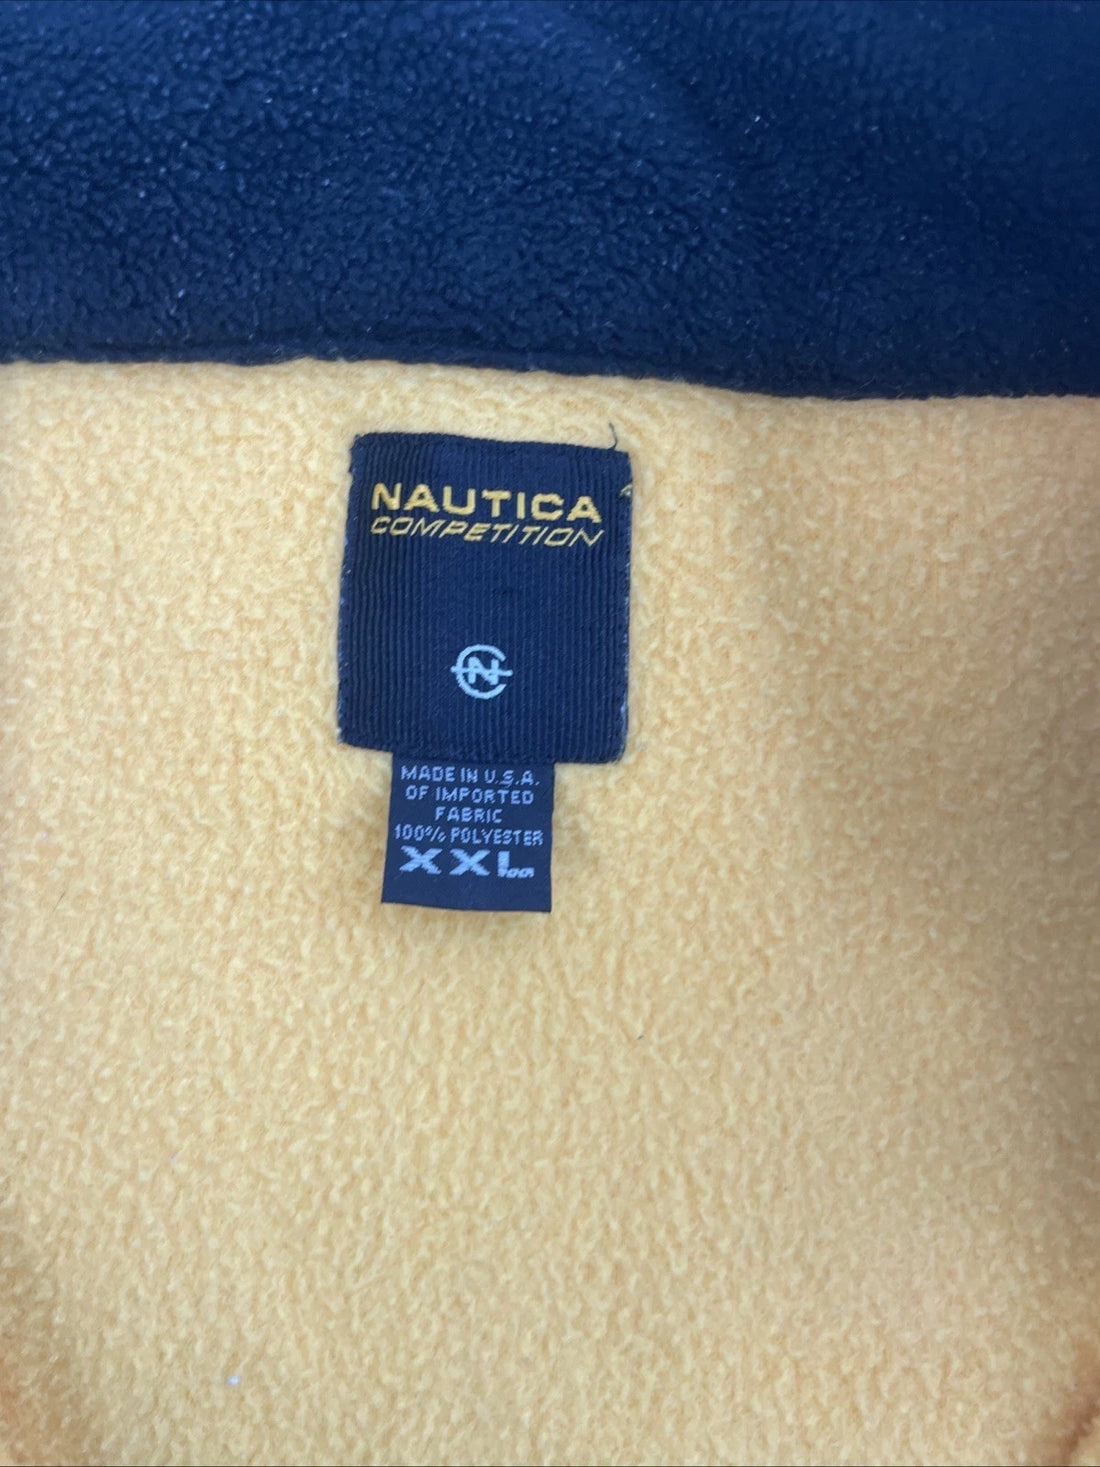 NAUTICA
COMPETITION
N
MADE IN U.S.A.
OF IMPORTED
FABRIC
100% POLYESTER
XXL